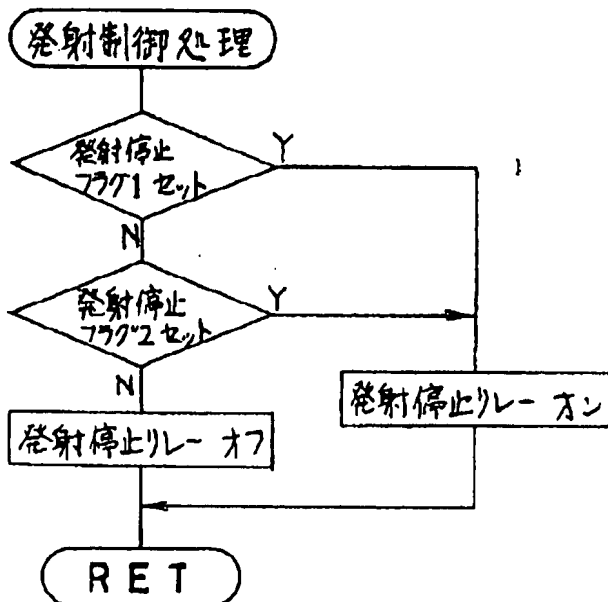 発射制御処理
発射停止
フラグ1 セット
Y
N
発射停止
フラグ2 セット
Y
N
発射停止リレー オン
発射停止リレー オフ
RET